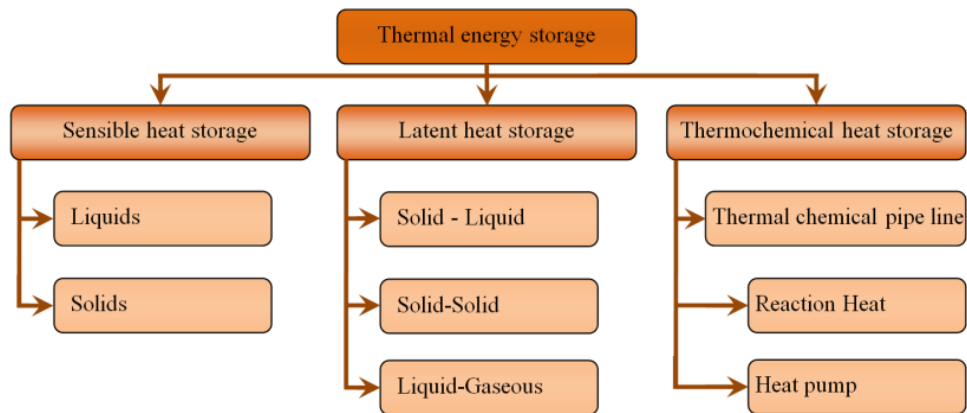 Thermal energy storage
Sensible heat storage
Latent heat storage
Thermochemical heat storage
Liquids
Solids
Solid - Liquid
Solid-Solid
Liquid-Gaseous
Thermal chemical pipe line
Reaction Heat
Heat pump